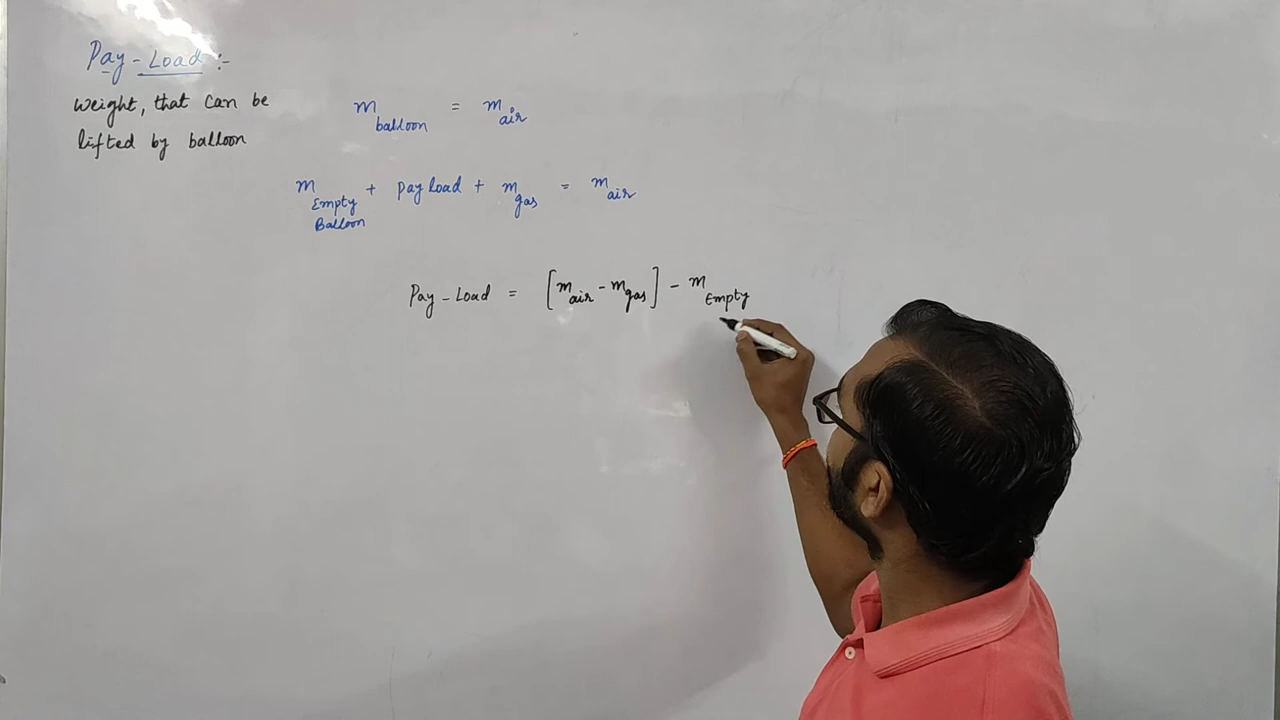 Pay-Load :-
weight, that can be
lifted by balloon
m balloon = m air
m Empty Balloon + pay load + m gas = m air
Pay-Load = [m air - m gas] - m Empty